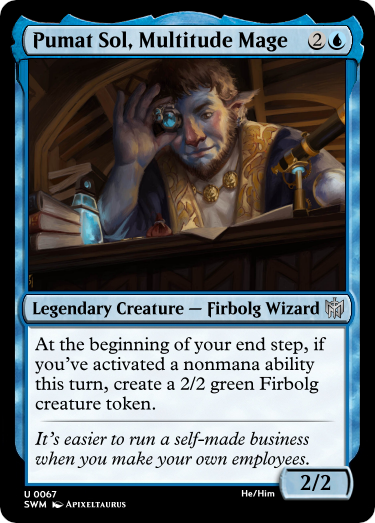 Pumat Sol, Multitude Mage 2
Legendary Creature — Firbolg Wizard
At the beginning of your end step, if
you've activated a nonmana ability
this turn, create a 2/2 green Firbolg
creature token.
It's easier to run a self-made business
when you make your own employees.
2/2
U 0067 He/Him
SWM Apixeltaurus